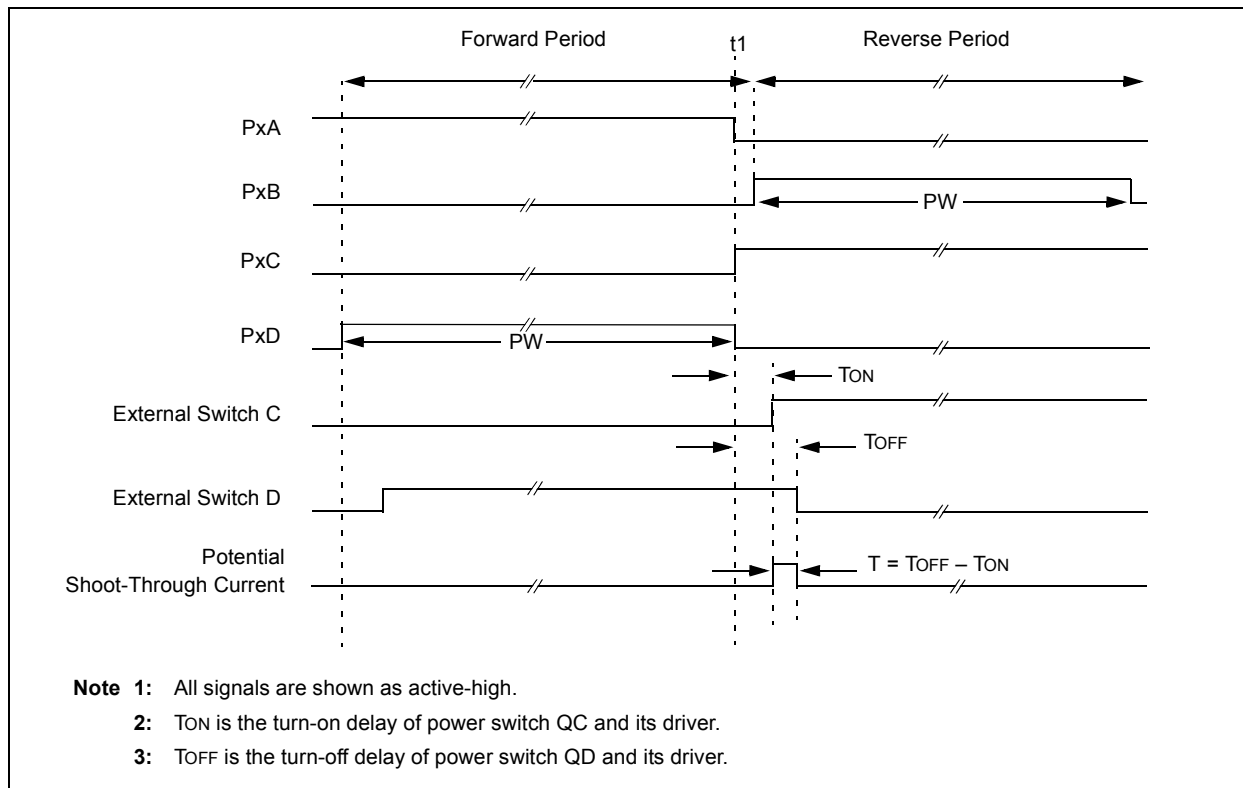 Forward Period
t1
Reverse Period
PxA
PxB
PW
PxC
PxD
PW
TON
External Switch C
TOFF
External Switch D
Potential
Shoot-Through Current
T = TOFF – TON
Note 1: All signals are shown as active-high.
2: TON is the turn-on delay of power switch QC and its driver.
3: TOFF is the turn-off delay of power switch QD and its driver.